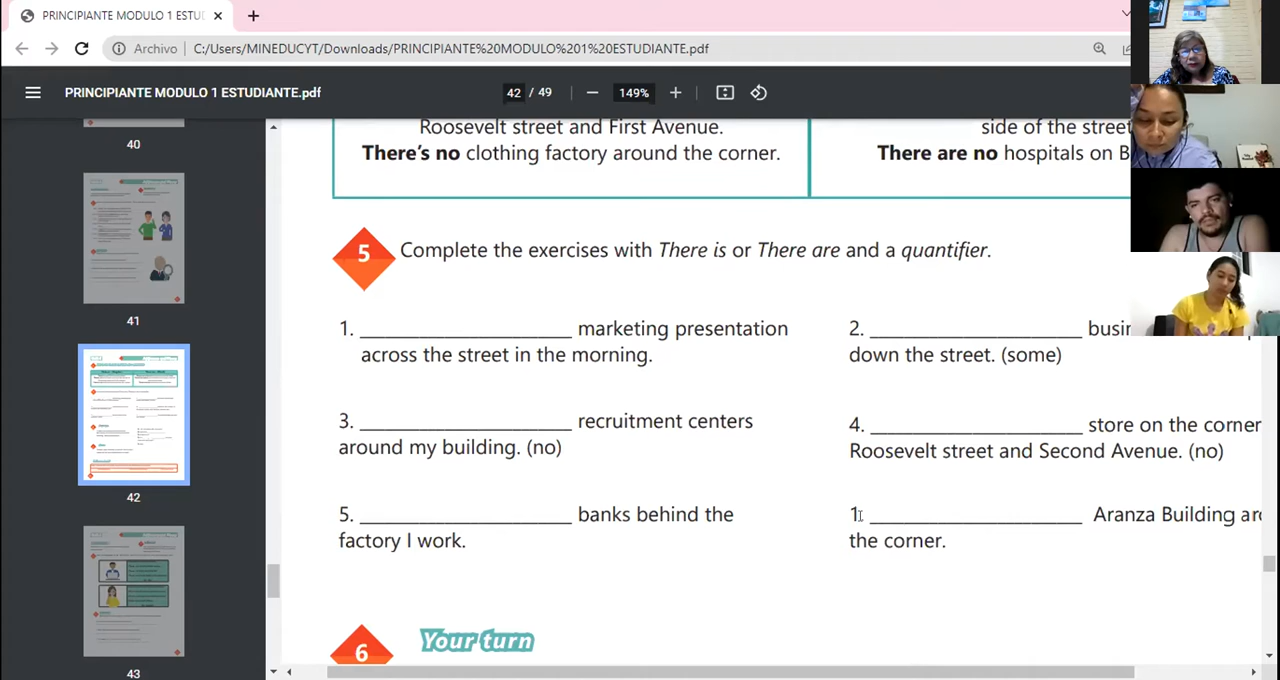 PRINCIPIANTE MODULO 1 ESTU
Archivo
C:/Users/MINEDUCYT/Downloads/PRINCIPIANTE%20MODULO%201%20ESTUDIANTE.pdf
PRINCIPIANTE MODULO 1 ESTUDIANTE.pdf
42 / 49
149%
40
41
42
43
Roosevelt street and First Avenue.
There's no clothing factory around the corner.
side of the street
There are no hospitals on B
5 Complete the exercises with There is or There are and a quantifier.
1. ____________________ marketing presentation
across the street in the morning.
2. ____________________ busin
down the street. (some)
3. ____________________ recruitment centers
around my building. (no)
4. ____________________ store on the corner
Roosevelt street and Second Avenue. (no)
5. ____________________ banks behind the
factory I work.
1. ____________________ Aranza Building aro
the corner.
6 Your turn